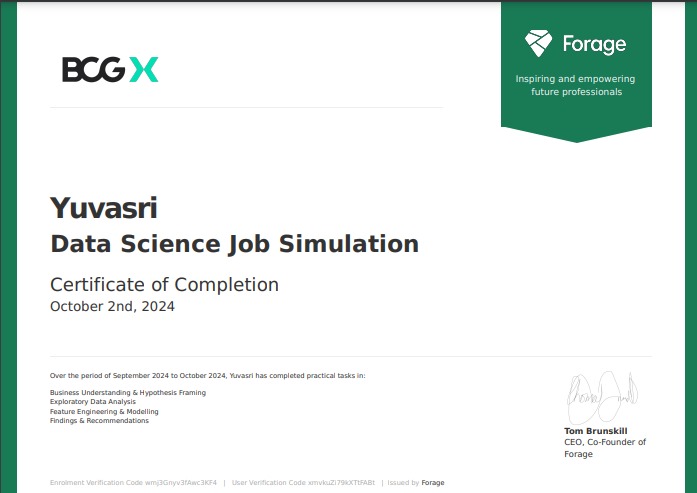 BCG X
Forage
Inspiring and empowering
future professionals
Yuvasri
Data Science Job Simulation
Certificate of Completion
October 2nd, 2024
Over the period of September 2024 to October 2024, Yuvasri has completed practical tasks in:
Business Understanding & Hypothesis Framing
Exploratory Data Analysis
Feature Engineering & Modelling
Findings & Recommendations
Tom Brunskill
CEO, Co-Founder of
Forage
Enrolment Verification Code wmj3Gnyv3fAwc3KF4 | User Verification Code xmvkuZi79kXTtFABt | Issued by Forage